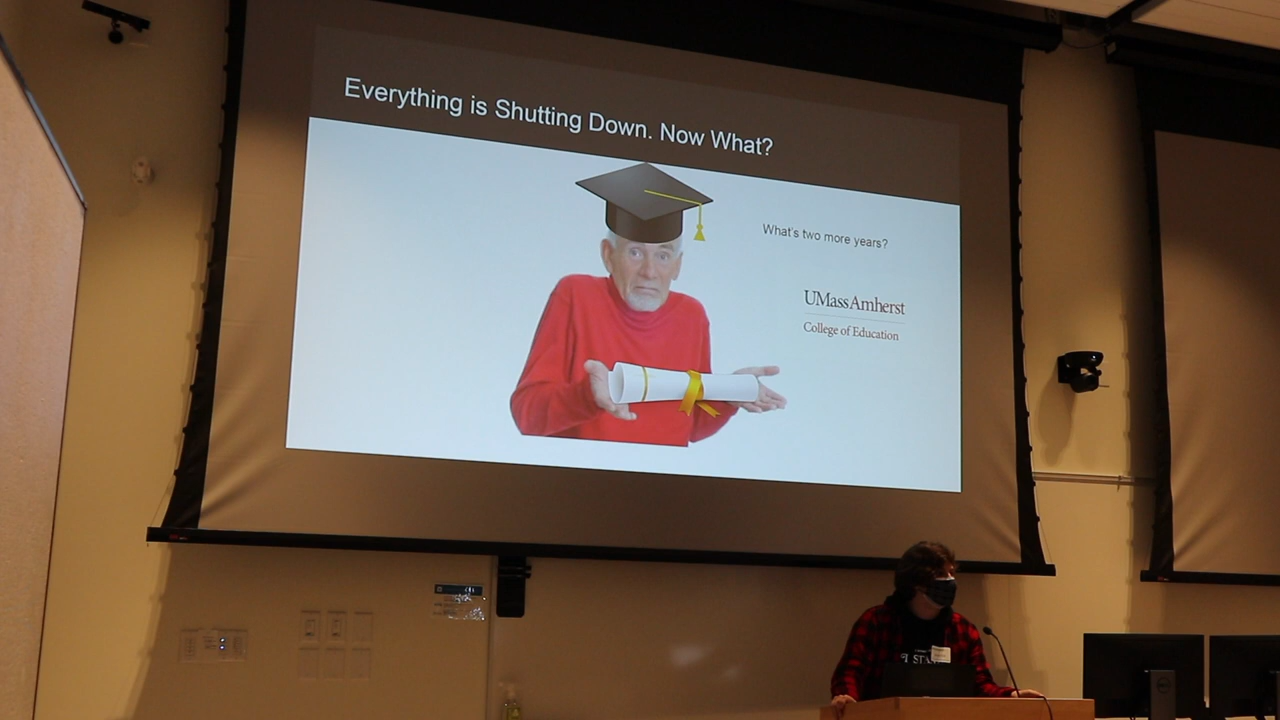 Everything is Shutting Down. Now What?
What's two more years?
UMassAmherst
College of Education